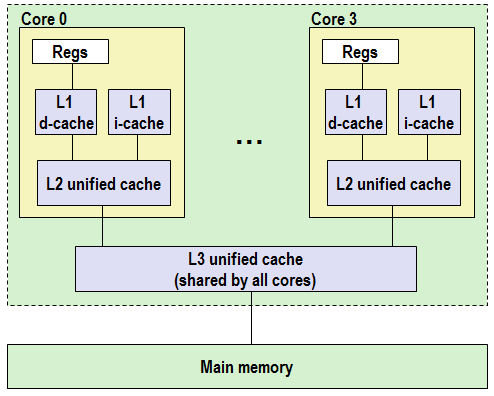 Core 0
Core 3
Regs
Regs
L1
d-cache
L1
i-cache
L1
d-cache
L1
i-cache
...
L2 unified cache
L2 unified cache
L3 unified cache
(shared by all cores)
Main memory